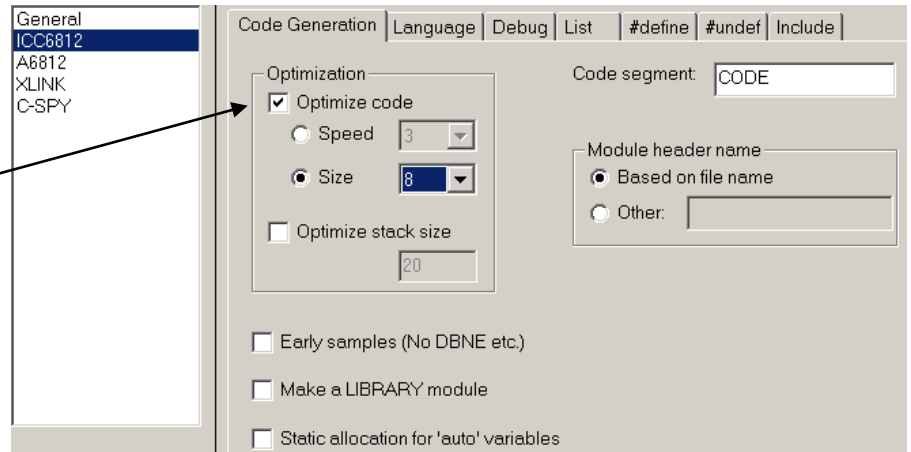 General
ICC6812
A6812
XLINK
C-SPY
Code Generation Language Debug List #define #undef Include
Optimization
Optimize code
Speed 3
Size 8
Optimize stack size
20
Code segment: CODE
Module header name
Based on file name
Other:
Early samples (No DBNE etc.)
Make a LIBRARY module
Static allocation for 'auto' variables